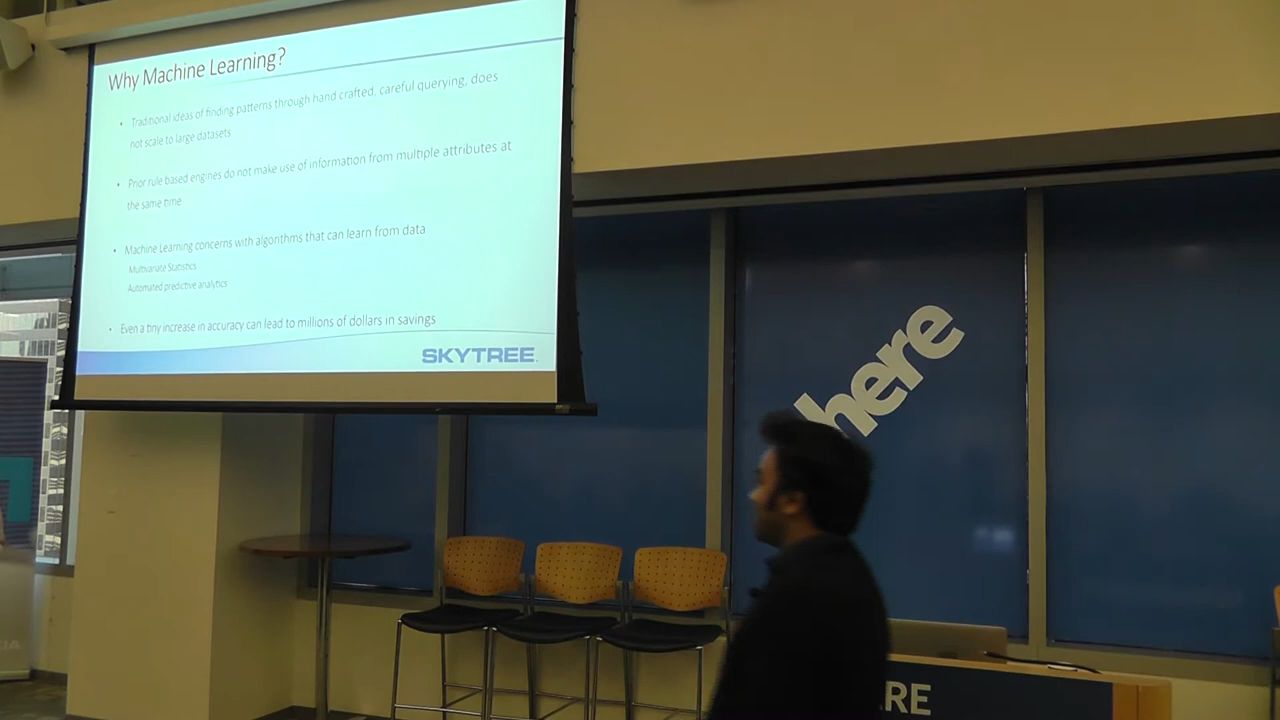 Why Machine Learning?
• Traditional ideas of finding patterns through hand crafted, careful querying, does
not scale to large datasets
• Prior rule based engines do not make use of information from multiple attributes at
the same time
• Machine Learning concerns with algorithms that can learn from data
Multivariate Statistics
Automated predictive analytics
• Even a tiny increase in accuracy can lead to millions of dollars in savings
SKYTREE
here
RE